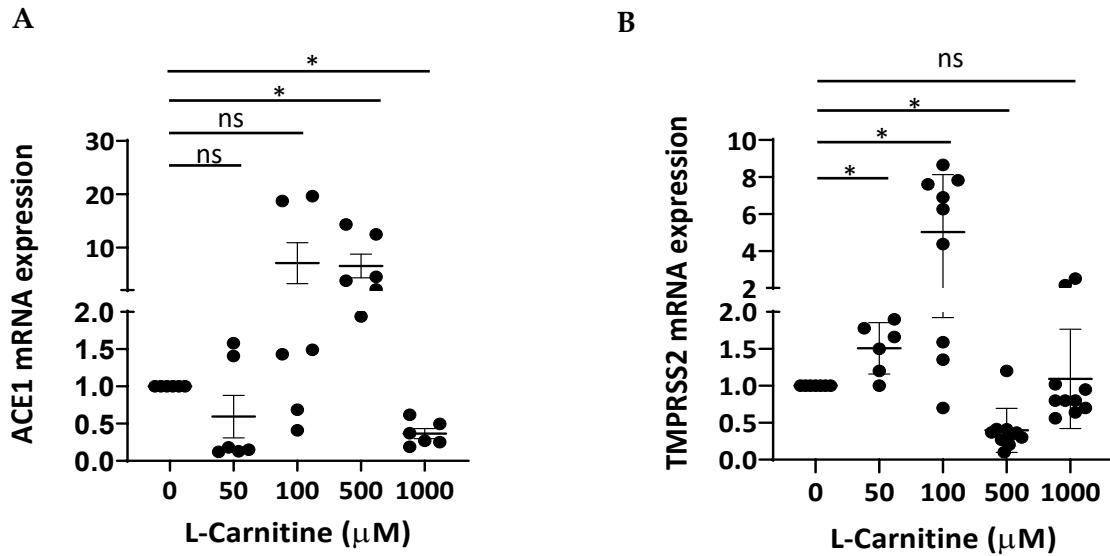 A
*
*
ns
ns
ACE1 mRNA expression
30
20
10
2.0
1.5
1.0
0.5
0.0
0 50 100 500 1000
L-Carnitine (μM)
B
ns
*
*
*
TMPRSS2 mRNA expression
10
8
6
4
2
2.0
1.5
1.0
0.5
0.0
0 50 100 500 1000
L-Carnitine (μM)